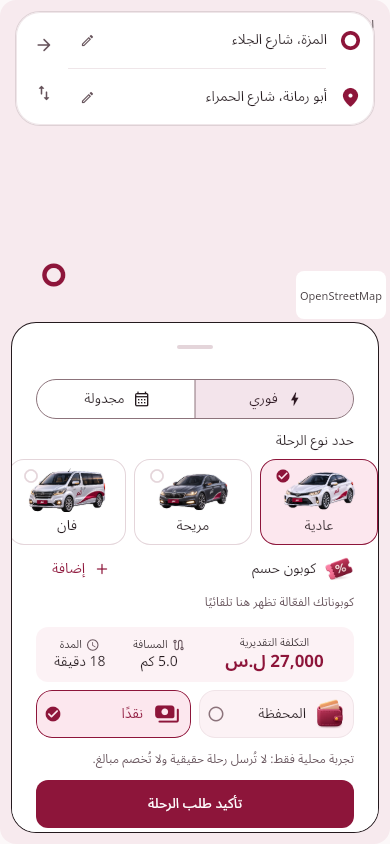 المزة، شارع الجلاء
أبو رمانة، شارع الحمراء
OpenStreetMap
فوري
مجدولة
حدد نوع الرحلة
عادية
مريحة
فان
كوبون حسم
إضافة
كوبوناتك الفعّالة تظهر هنا تلقائيًا
التكلفة التقديرية
المسافة
المدة
27,000 ل.س
5.0 كم
18 دقيقة
المحفظة
نقدًا
تجربة محلية فقط: لا تُرسل رحلة حقيقية ولا تُخصم مبالغ.
تأكيد طلب الرحلة